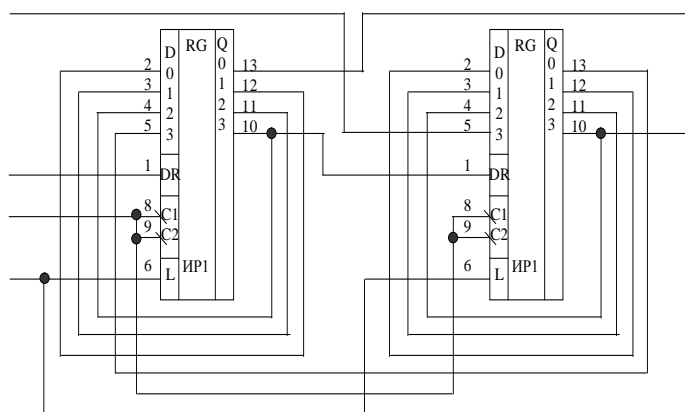 D RG Q
2 0 0 13
3 1 1 12
4 2 2 11
5 3 3 10
1 DR
8 C1
9 C2
6 L ИР1
D RG Q
2 0 0 13
3 1 1 12
4 2 2 11
5 3 3 10
1 DR
8 C1
9 C2
6 L ИР1